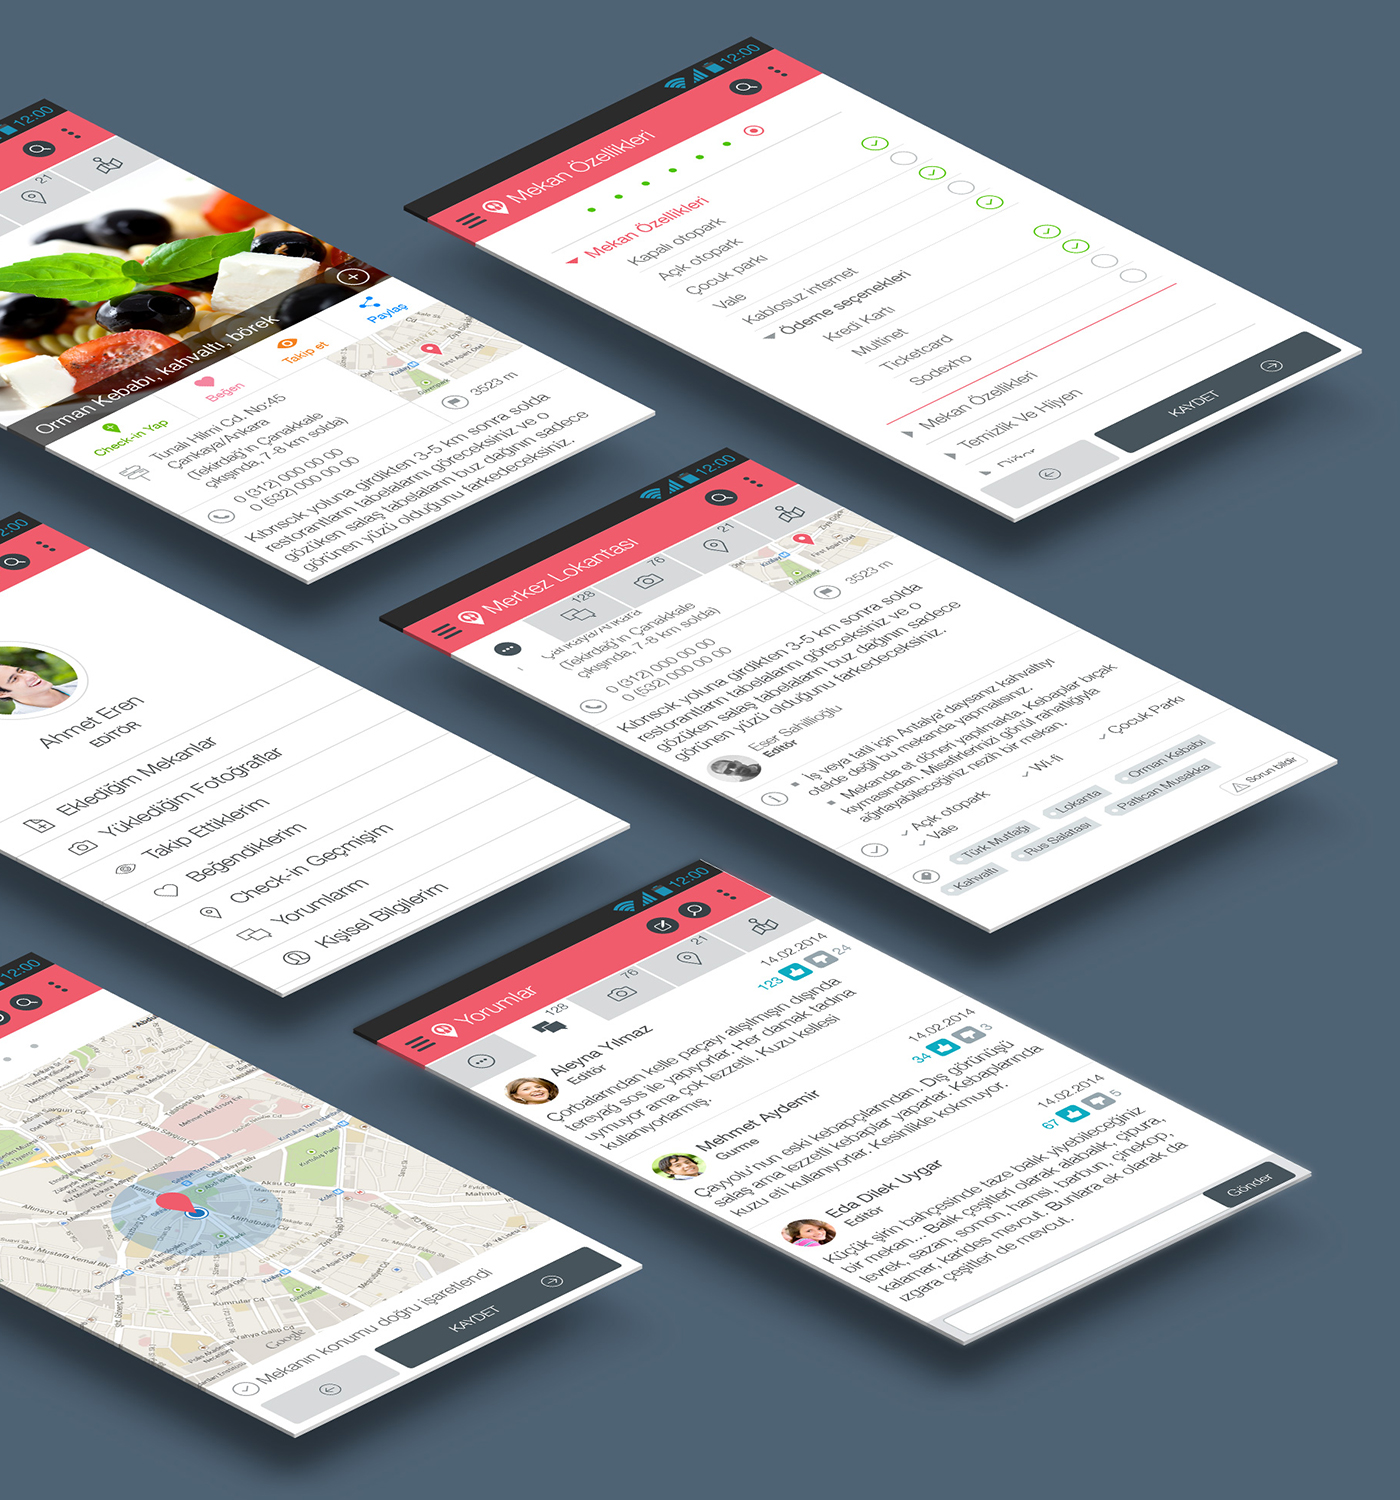 12:00
21
Orman Kebabı, kahvaltı, börek
Check-in Yap
Beğen
Takip et
Paylaş
Tunalı Hilmi Cd. No:45
Çankaya/Ankara
(Tekirdağ'ın Çanakkale
çıkışında, 7-8 km solda)
0 (312) 000 00 00
0 (532) 000 00 00
3523 m
Kıbrıscık yoluna girdikten 3-5 km sonra solda
restorantların tabelalarını göreceksiniz ve o
gözüken salaş tabelaların buz dağının sadece
görünen yüzü olduğunu farkedeceksiniz.
12:00
Mekan Özellikleri
Mekan Özellikleri
Kapalı otopark
Açık otopark
Çocuk parkı
Vale
Kablosuz internet
Ödeme seçenekleri
Kredi Kartı
Multinet
Ticketcard
Sodexho
Mekan Özellikleri
Temizlik Ve Hijyen
Diğer
KAYDET
2:00
Ahmet Eren
EDİTÖR
Eklediğim Mekanlar
Yüklediğim Fotoğraflar
Takip Ettiklerim
Beğendiklerim
Check-in Geçmişim
Yorumlarım
Kişisel Bilgilerim
12:00
Merkez Lokantası
128
76
21
Çankaya/Ankara
(Tekirdağ'ın Çanakkale
çıkışında, 7-8 km solda)
0 (312) 000 00 00
0 (532) 000 00 00
3523 m
Kıbrıscık yoluna girdikten 3-5 km sonra solda
restorantların tabelalarını göreceksiniz ve o
gözüken salaş tabelaların buz dağının sadece
görünen yüzü olduğunu farkedeceksiniz.
Eser Sahillioğlu
Editör
İş veya tatil için Antalya'daysanız kahvaltıyı
otelde değil bu mekanda yapmalısınız.
Mekanda et döneri yapılmakta. Kebaplar bıçak
kıymasından. Misafirlerinizi gönül rahatlığıyla
ağırlayabileceğiniz nezih bir mekan.
Açık otopark
Wi-fi
Çocuk Parkı
Vale
Türk Mutfağı
Lokanta
Orman Kebabı
Kahvaltı
Rus Salatası
Patlıcan Musakka
Sorun bildir
12:00
Mekanın konumu doğru işaretlendi
KAYDET
Google
12:00
Yorumlar
128
76
21
Aleyna Yılmaz
Editör
14.02.2014
123
24
Çorbalarından kelle paçayı alışılmışın dışında
tereyağ sos ile yapıyorlar. Her damak tadına
uymuyor ama çok lezzetli. Kuzu kellesi
kullanıyorlarmış.
Mehmet Aydemir
Gurme
14.02.2014
34
3
Çayyolu'nun eski kebapçılarından. Dış görünüşü
salaş ama lezzetli kebaplar yaparlar. Kebaplarında
kuzu eti kullanıyorlar. Kesinlikle kokmuyor.
Eda Dilek Uygar
Editör
14.02.2014
67
5
Küçük şirin bahçesinde taze balık yiyebileceğiniz
bir mekan... Balık çeşitleri olarak alabalık, çipura,
levrek, sazan, somon, hamsi, barbun, çinekop,
kalamar, karides mevcut. Bunlara ek olarak da
ızgara çeşitleri de mevcut.
Gönder